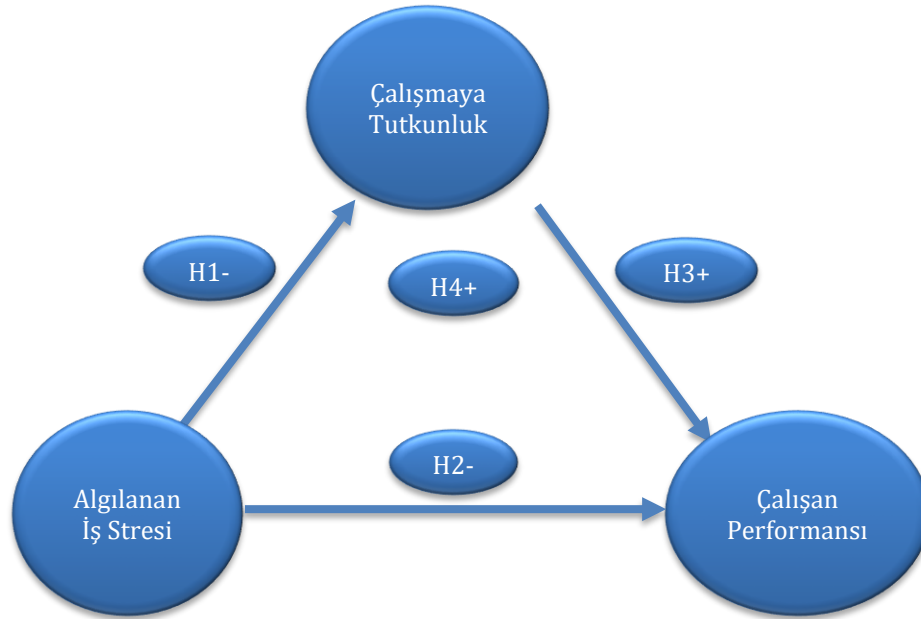 Çalışmaya
Tutkunluk
H1-
H4+
H3+
H2-
Algılanan
İş Stresi
Çalışan
Performansı